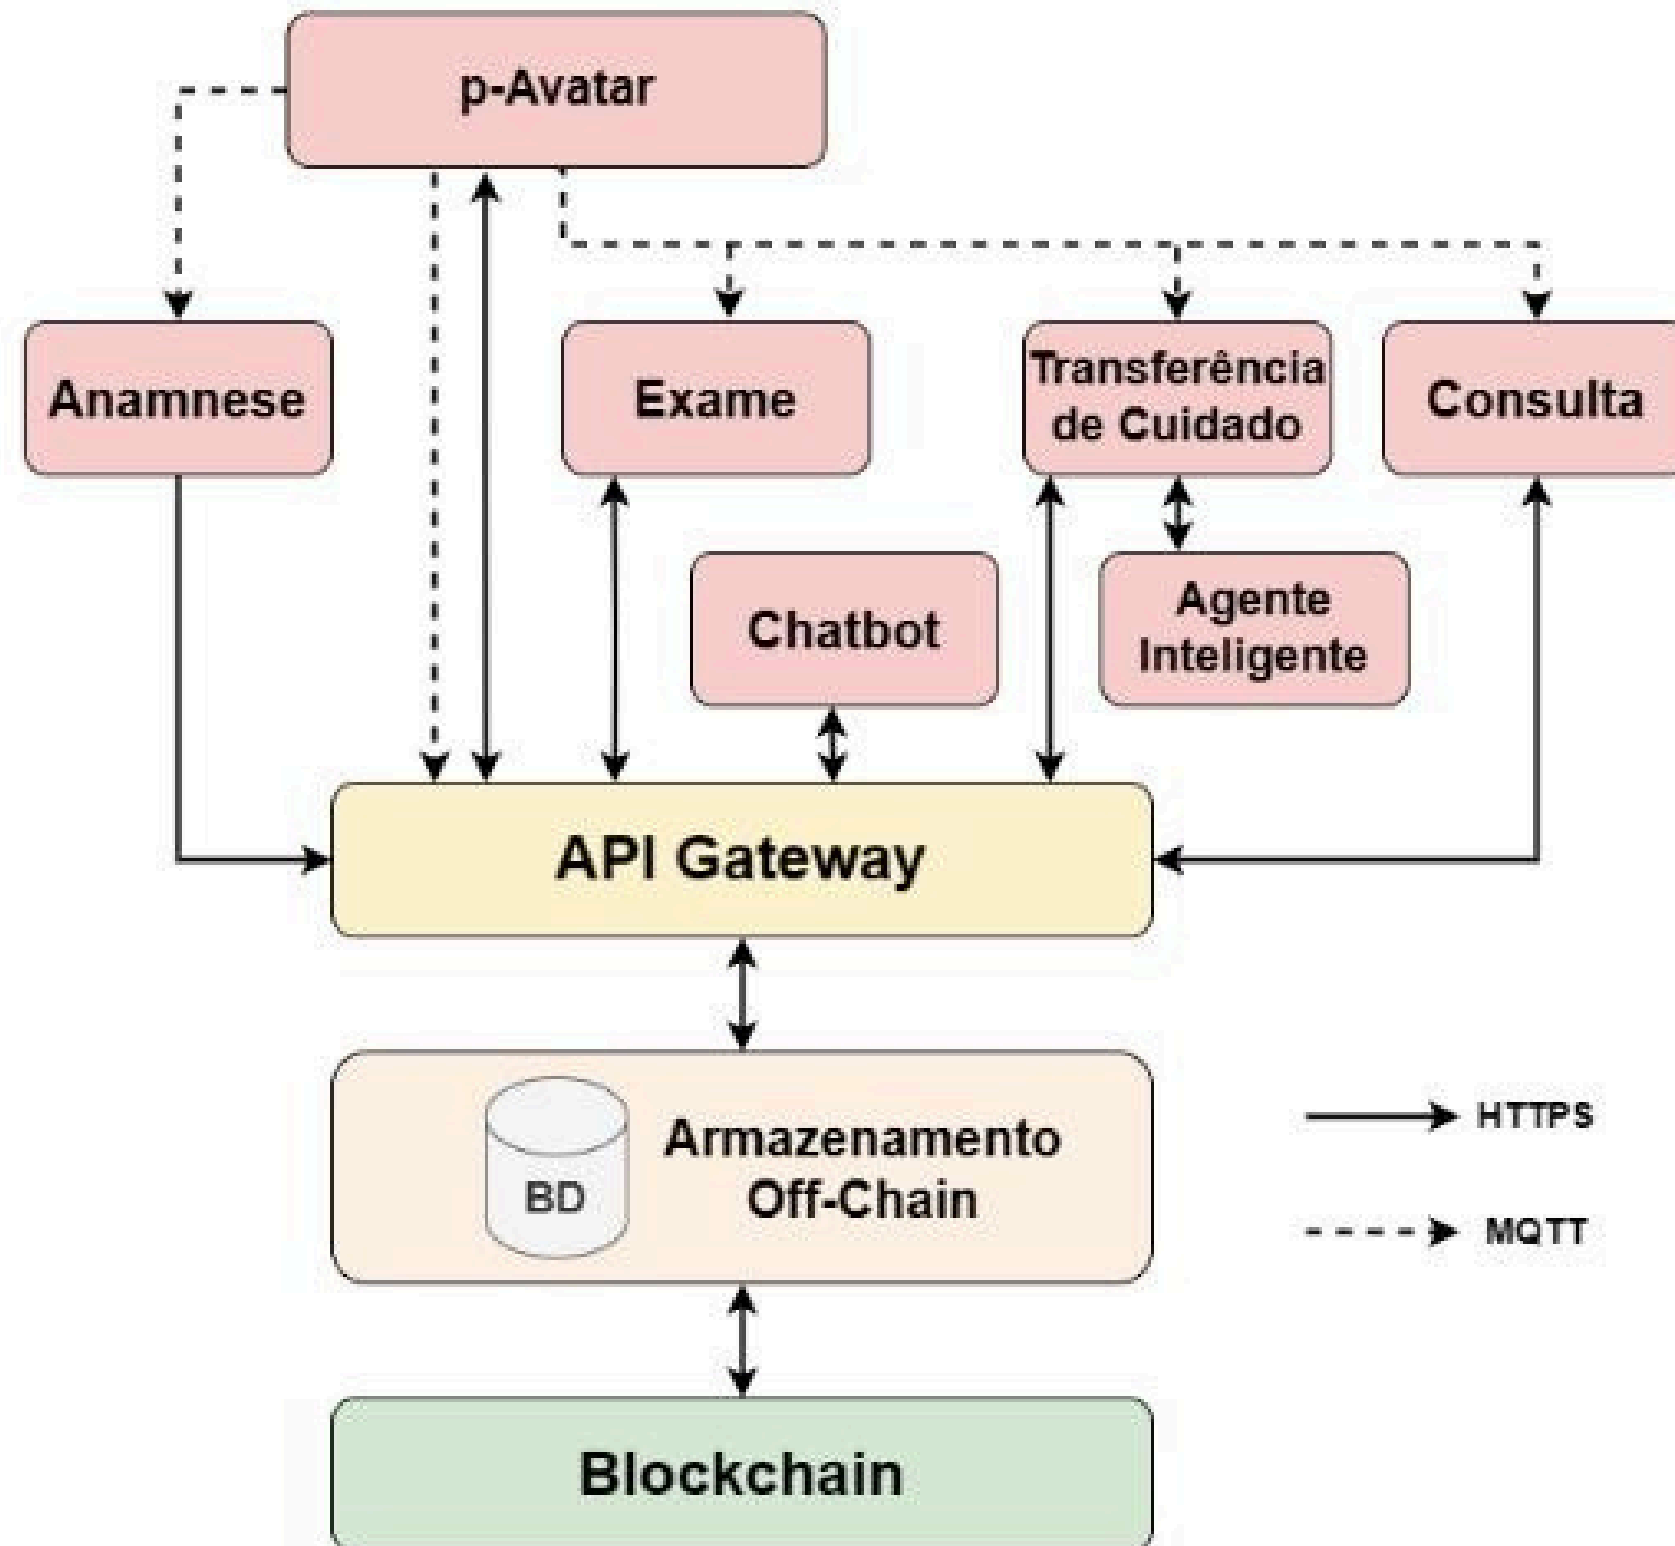 p-Avatar
Anamnese
Exame
Transferência
de Cuidado
Consulta
Chatbot
Agente
Inteligente
API Gateway
BD
Armazenamento
Off-Chain
HTTPS
MQTT
Blockchain